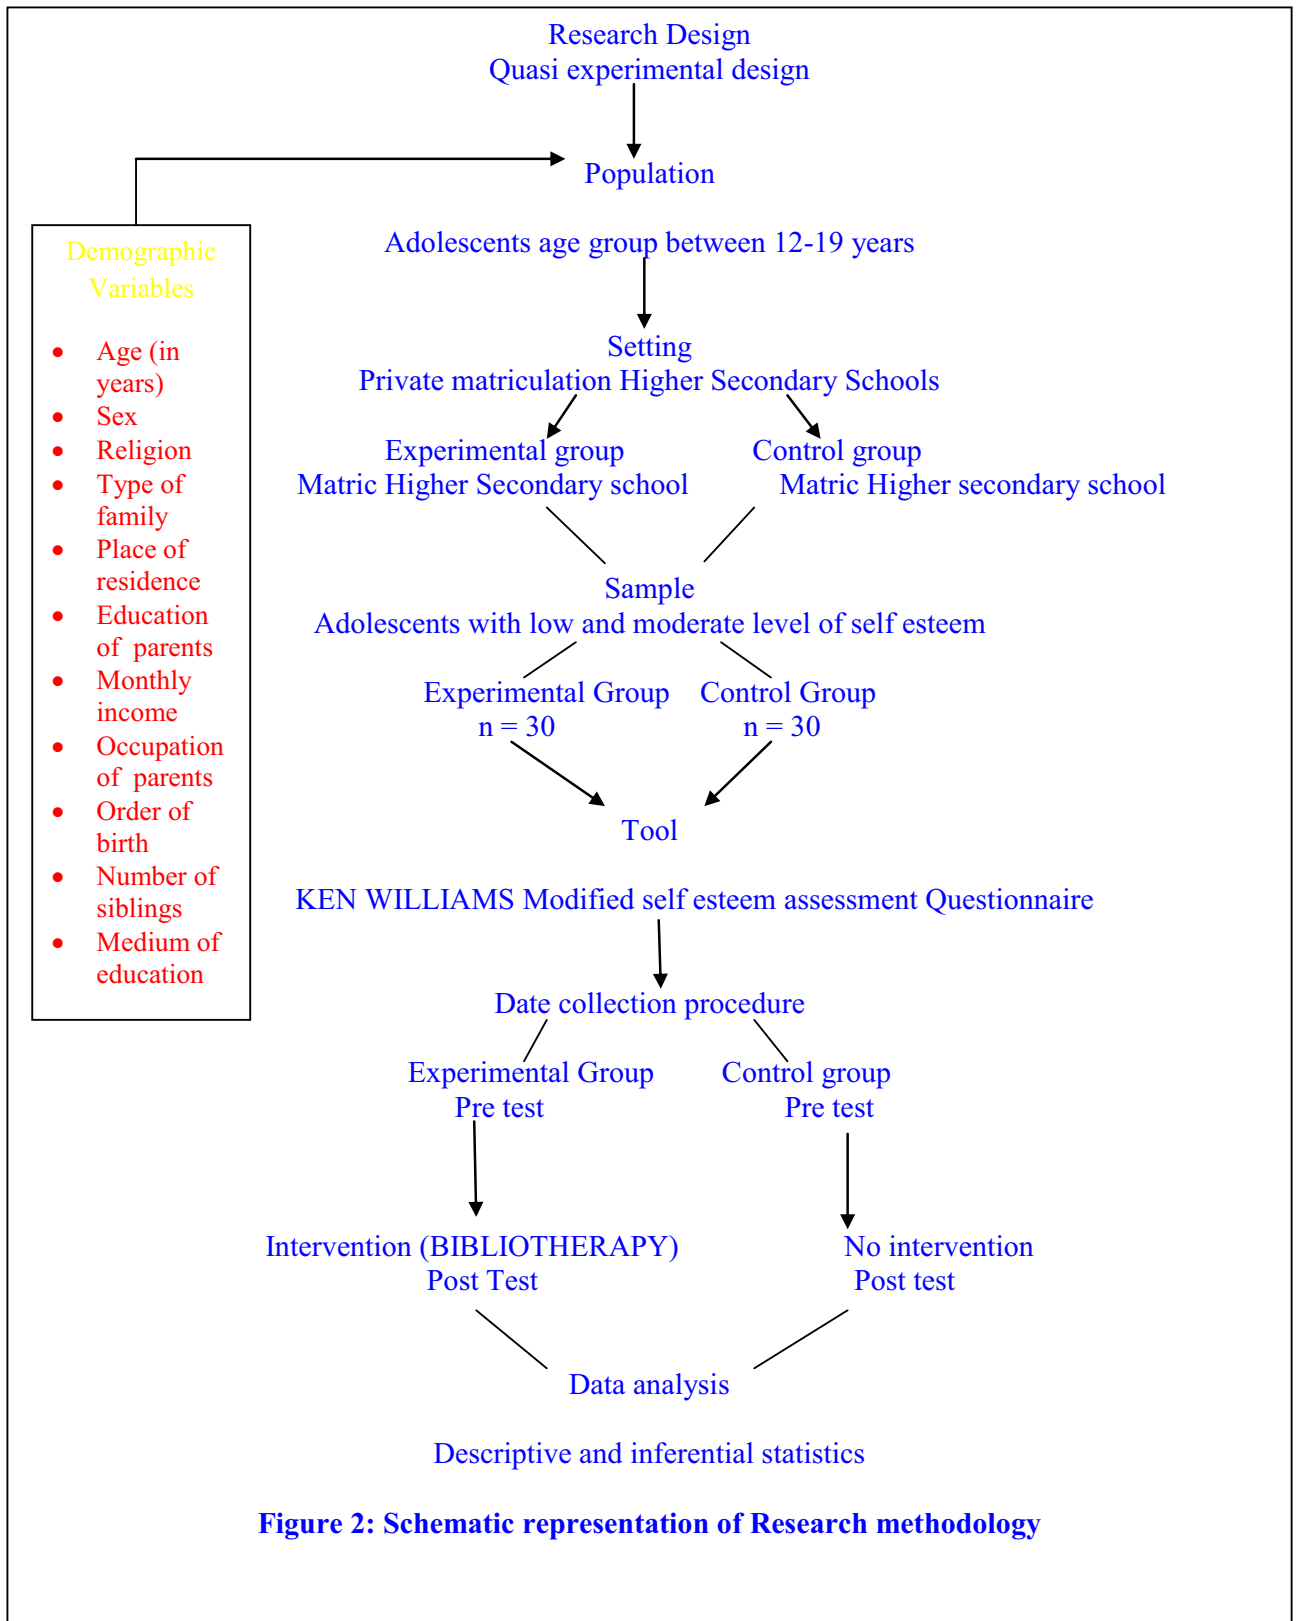 Research Design
Quasi experimental design
Population
Adolescents age group between 12-19 years
Demographic
Variables
• Age (in
years)
• Sex
• Religion
• Type of
family
• Place of
residence
• Education
of parents
• Monthly
income
• Occupation
of parents
• Order of
birth
• Number of
siblings
• Medium of
education
Setting
Private matriculation Higher Secondary Schools
Experimental group Control group
Matric Higher Secondary school Matric Higher secondary school
Sample
Adolescents with low and moderate level of self esteem
Experimental Group Control Group
n = 30 n = 30
Tool
KEN WILLIAMS Modified self esteem assessment Questionnaire
Date collection procedure
Experimental Group Control group
Pre test Pre test
Intervention (BIBLIOTHERAPY) No intervention
Post Test Post test
Data analysis
Descriptive and inferential statistics
Figure 2: Schematic representation of Research methodology